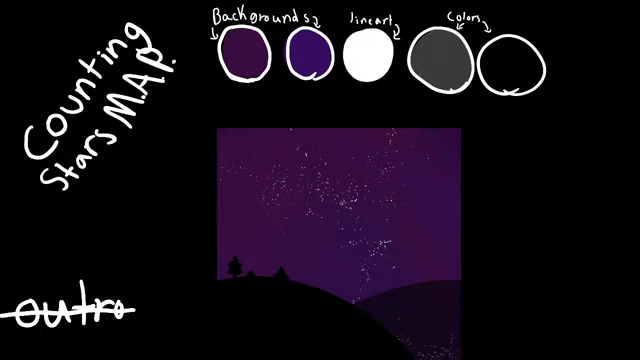 Backgrounds
lineart
Colors
Counting
Stars M.A.P.
outro